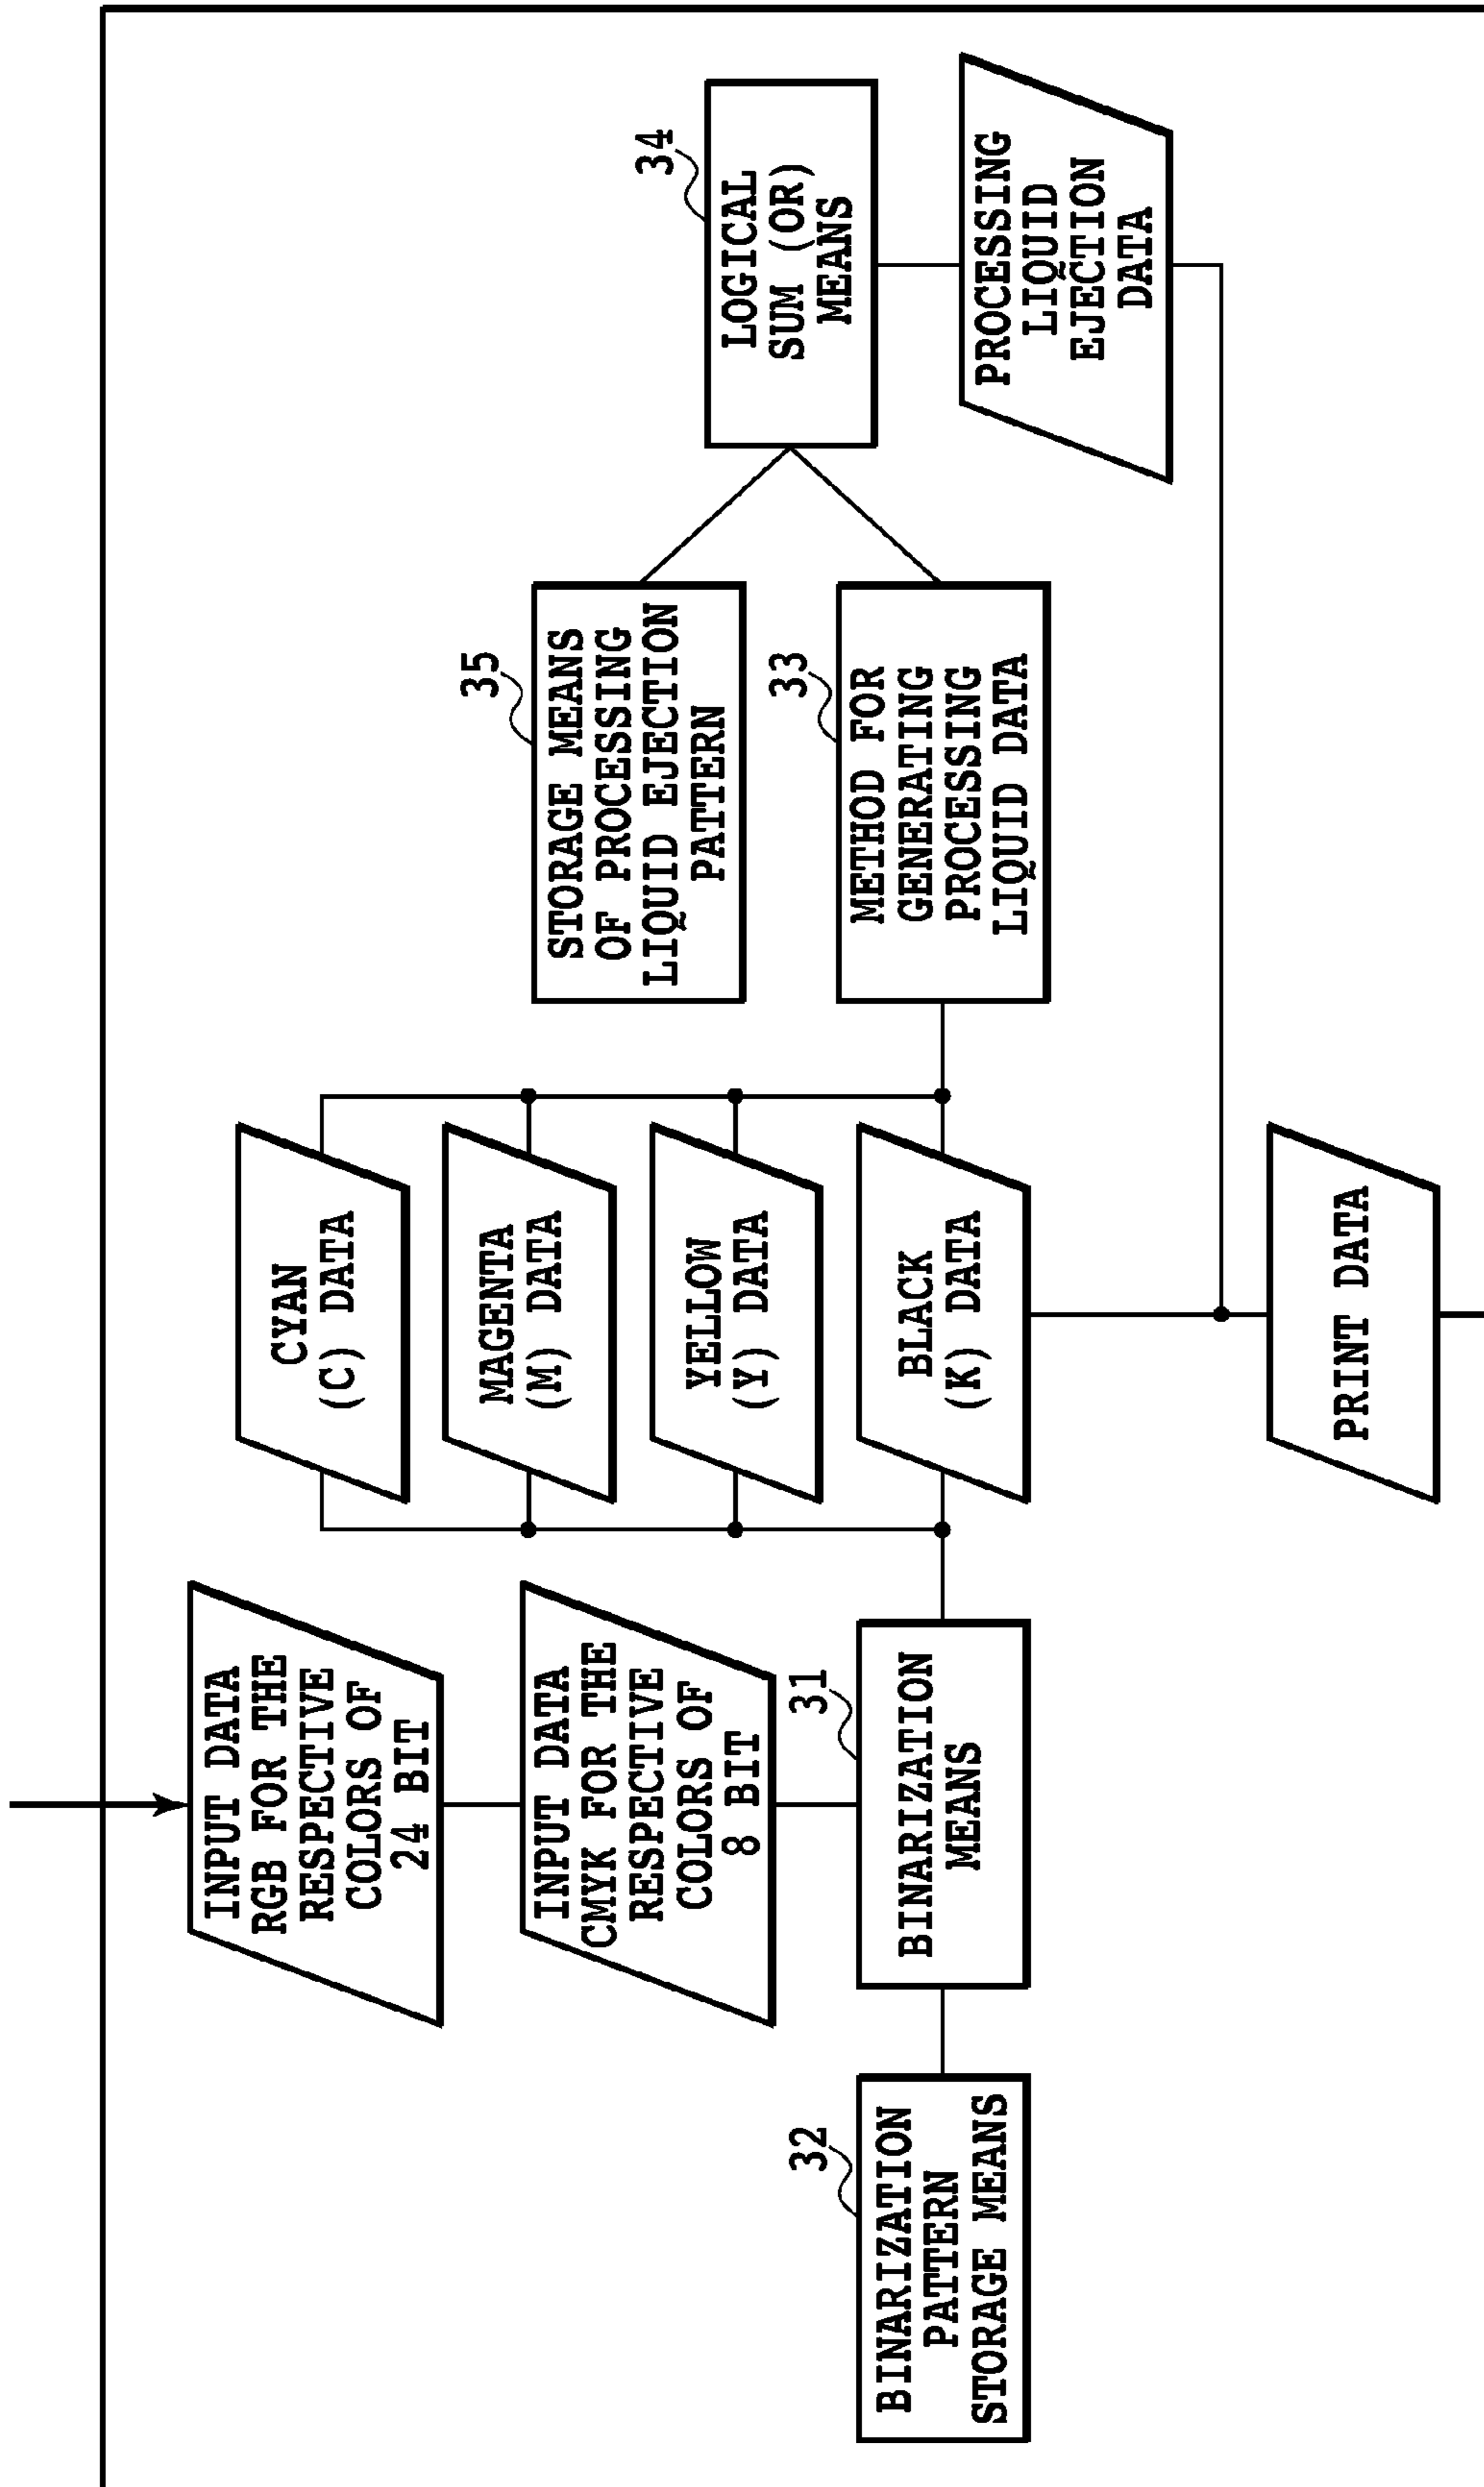 INPUT DATA
RGB FOR THE
RESPECTIVE
COLORS OF
24 BIT
INPUT DATA
CMYK FOR THE
RESPECTIVE
COLORS OF
8 BIT
32
BINARIZATION
PATTERN
STORAGE MEANS
31
BINARIZATION
MEANS
CYAN
(C) DATA
MAGENTA
(M) DATA
YELLOW
(Y) DATA
BLACK
(K) DATA
35
STORAGE MEANS
OF PROCESSING
LIQUID EJECTION
PATTERN
33
METHOD FOR
GENERATING
PROCESSING
LIQUID DATA
34
LOGICAL
SUM (OR)
MEANS
PROCESSING
LIQUID
EJECTION
DATA
PRINT DATA